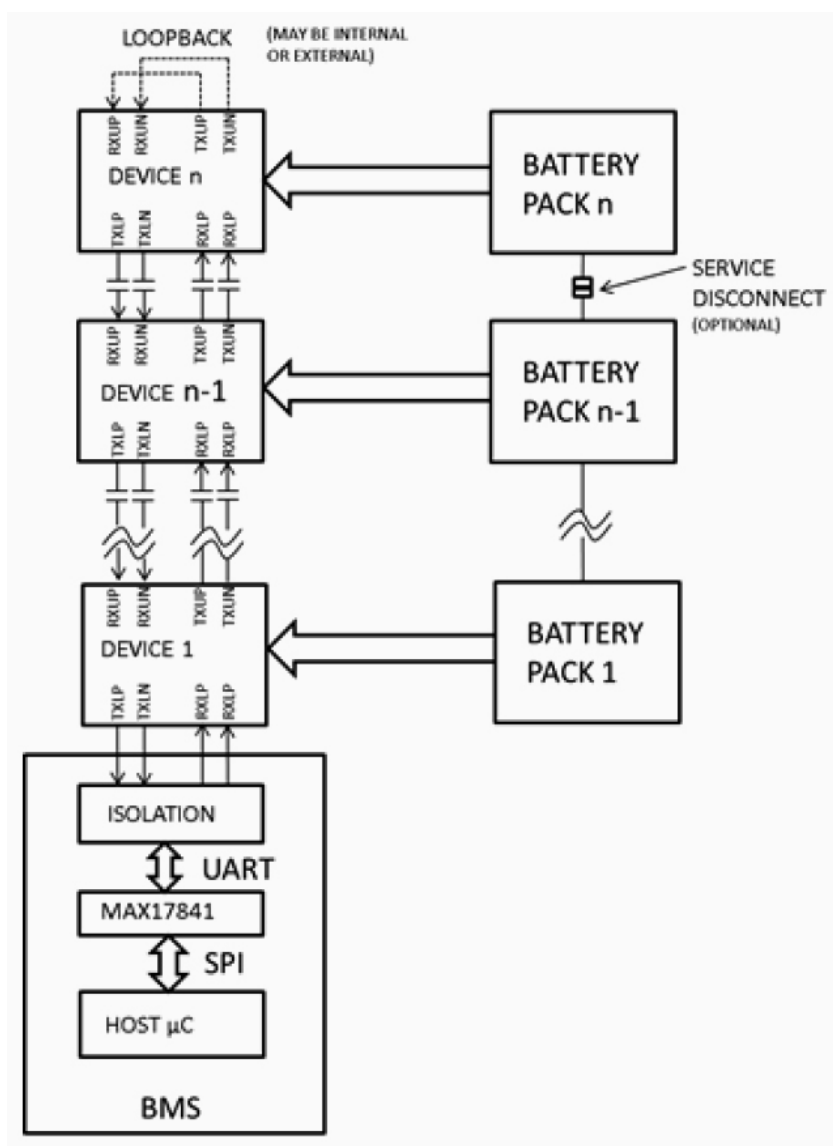 LOOPBACK
(MAY BE INTERNAL
OR EXTERNAL)
RXUP
RXUN
TXUP
TXUN
DEVICE n
TXLP
TXLN
RXLP
RXLP
BATTERY
PACK n
SERVICE
DISCONNECT
(OPTIONAL)
RXUP
RXUN
TXUP
TXUN
DEVICE n-1
TXLP
TXLN
RXLP
RXLP
BATTERY
PACK n-1
RXUP
RXUN
TXUP
TXUN
DEVICE 1
TXLP
TXLN
RXLP
RXLP
BATTERY
PACK 1
ISOLATION
UART
MAX17841
SPI
HOST µC
BMS